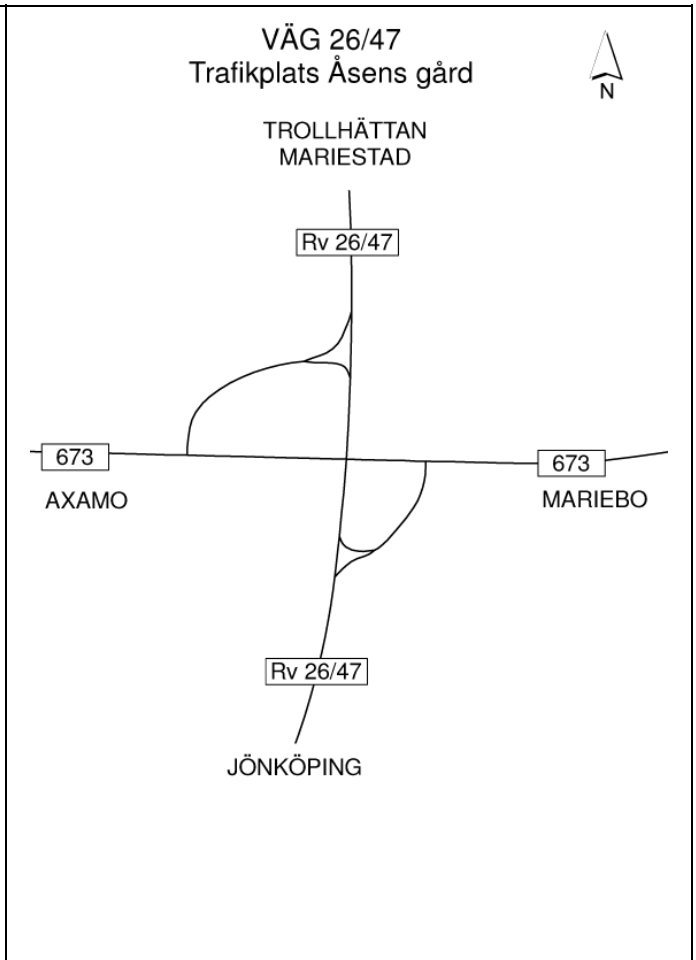 VÄG 26/47
Trafikplats Åsens gård
N
TROLLHÄTTAN
MARIESTAD
Rv 26/47
673
673
AXAMO
MARIEBO
Rv 26/47
JÖNKÖPING